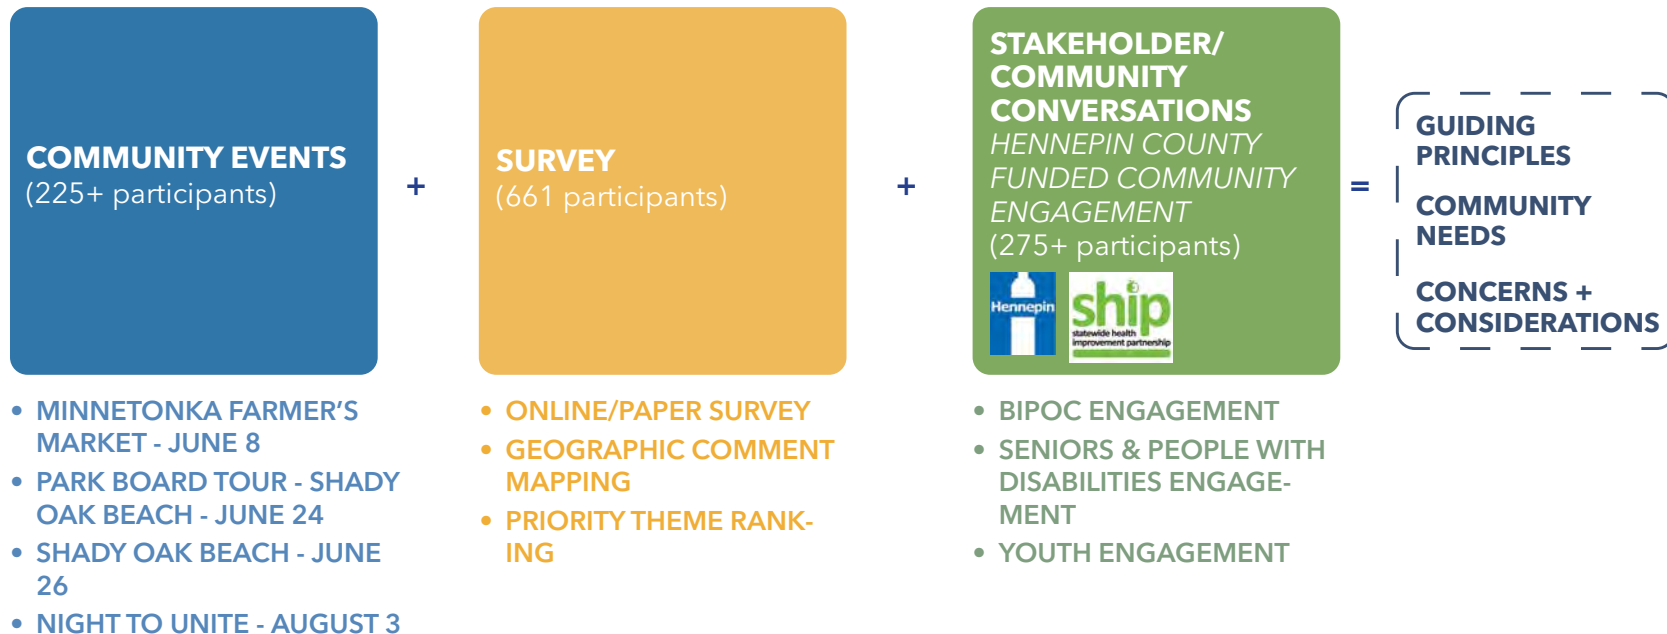 COMMUNITY EVENTS
(225+ participants)
+
SURVEY
(661 participants)
+
STAKEHOLDER/
COMMUNITY
CONVERSATIONS
HENNEPIN COUNTY
FUNDED COMMUNITY
ENGAGEMENT
(275+ participants)
Hennepin
ship
statewide health
improvement partnership
=
GUIDING
PRINCIPLES
COMMUNITY
NEEDS
CONCERNS +
CONSIDERATIONS
• MINNETONKA FARMER'S
MARKET - JUNE 8
• PARK BOARD TOUR - SHADY
OAK BEACH - JUNE 24
• SHADY OAK BEACH - JUNE
26
• NIGHT TO UNITE - AUGUST 3
• ONLINE/PAPER SURVEY
• GEOGRAPHIC COMMENT
MAPPING
• PRIORITY THEME RANK-
ING
• BIPOC ENGAGEMENT
• SENIORS & PEOPLE WITH
DISABILITIES ENGAGE-
MENT
• YOUTH ENGAGEMENT